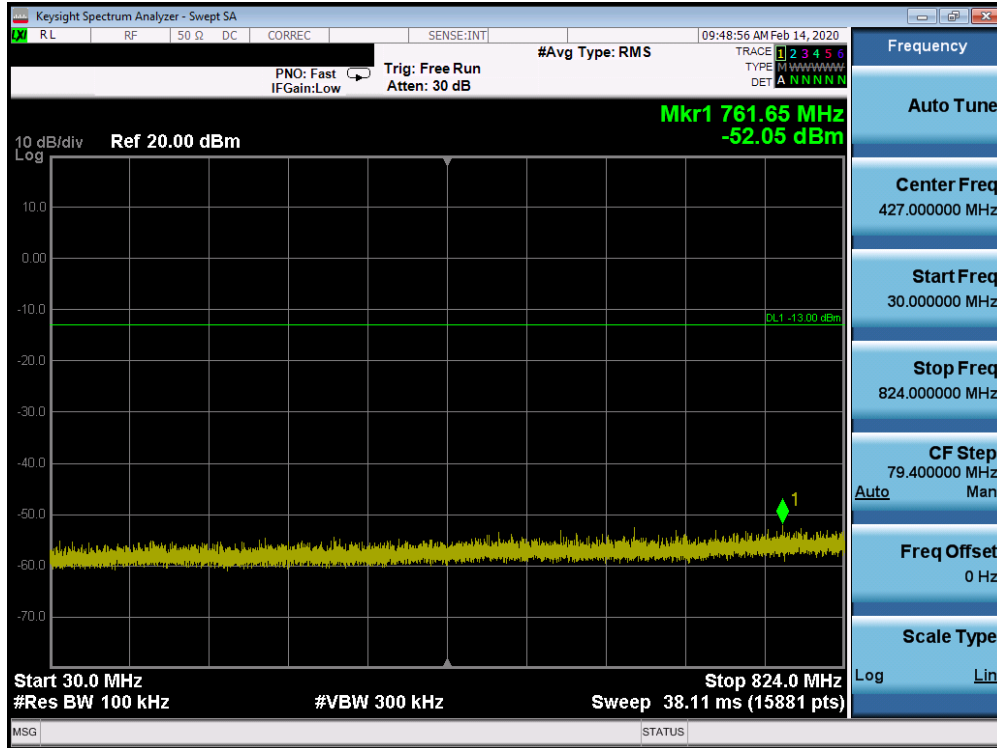 Keysight Spectrum Analyzer - Swept SA
LXI RL RF 50 Ω DC CORREC SENSE:INT 09:48:56 AM Feb 14, 2020
#Avg Type: RMS
TRACE 1 2 3 4 5 6
TYPE M WWWWW
DET A N N N N N
PNO: Fast
IFGain:Low
Trig: Free Run
Atten: 30 dB
Mkr1 761.65 MHz
-52.05 dBm
10 dB/div Ref 20.00 dBm
Log
10.0
0.00
-10.0
DL1 -13.00 dBm
-20.0
-30.0
-40.0
1
-50.0
-60.0
-70.0
Start 30.0 MHz Stop 824.0 MHz
#Res BW 100 kHz #VBW 300 kHz Sweep 38.11 ms (15881 pts)
MSG STATUS
Frequency
Auto Tune
Center Freq
427.000000 MHz
Start Freq
30.000000 MHz
Stop Freq
824.000000 MHz
CF Step
79.400000 MHz
Auto Man
Freq Offset
0 Hz
Scale Type
Log Lin